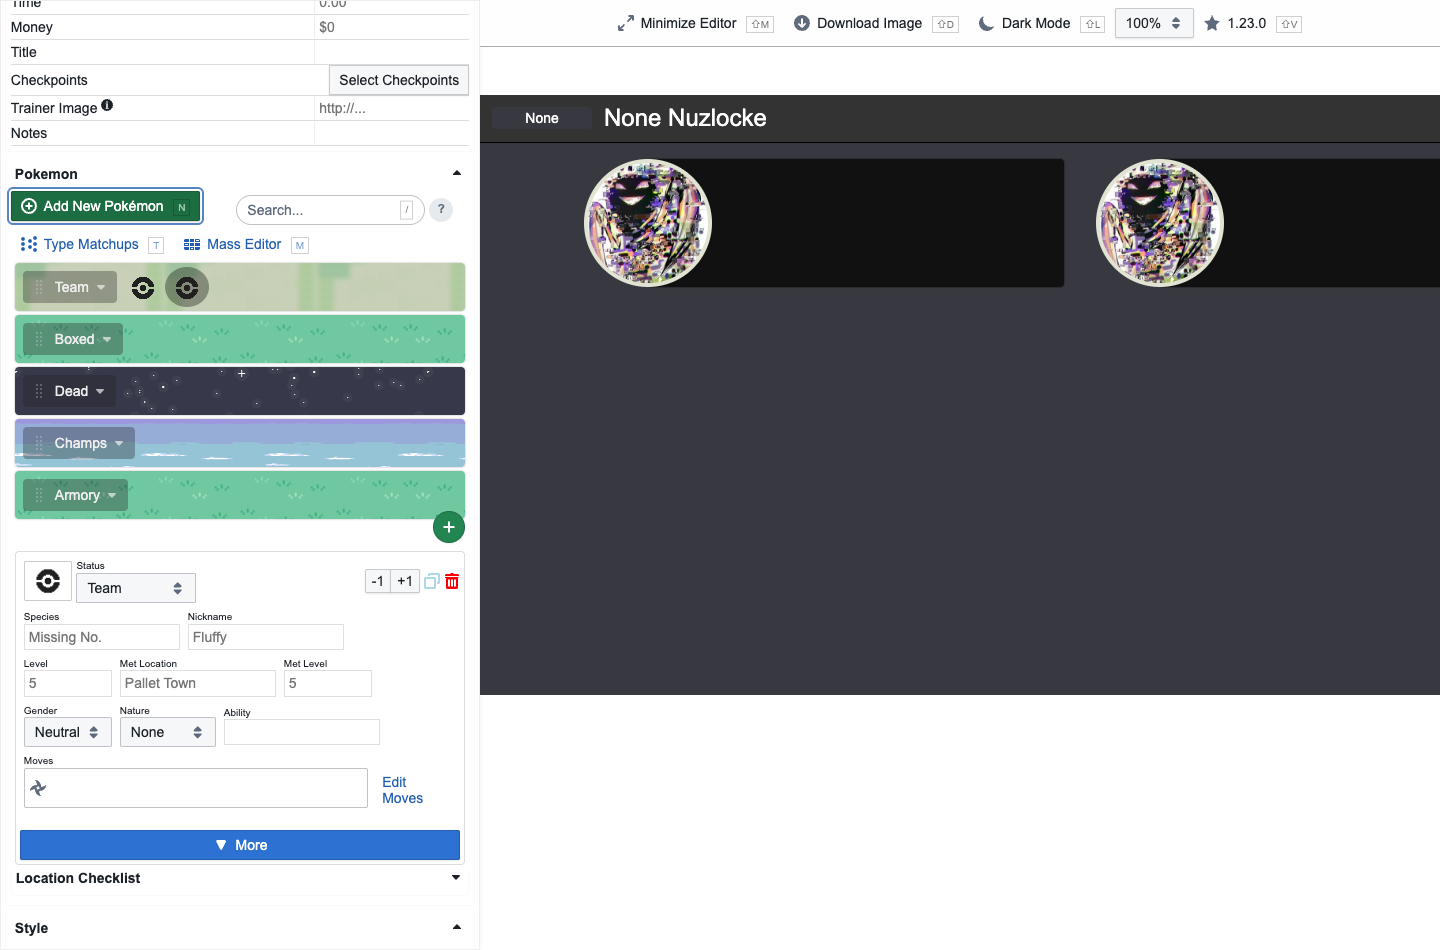 Time 0:00
Money $0
Title
Checkpoints Select Checkpoints
Trainer Image http://...
Notes
Pokemon
Add New Pokémon N
Search... / ?
Type Matchups T Mass Editor M
Team
Boxed
Dead
Champs
Armory
Status
Team
-1 +1
Species Nickname
Missing No. Fluffy
Level Met Location Met Level
5 Pallet Town 5
Gender Nature Ability
Neutral None
Moves
Edit
Moves
More
Location Checklist
Style
Minimize Editor ⇧M Download Image ⇧D Dark Mode ⇧L 100% 1.23.0 ⇧V
None None Nuzlocke